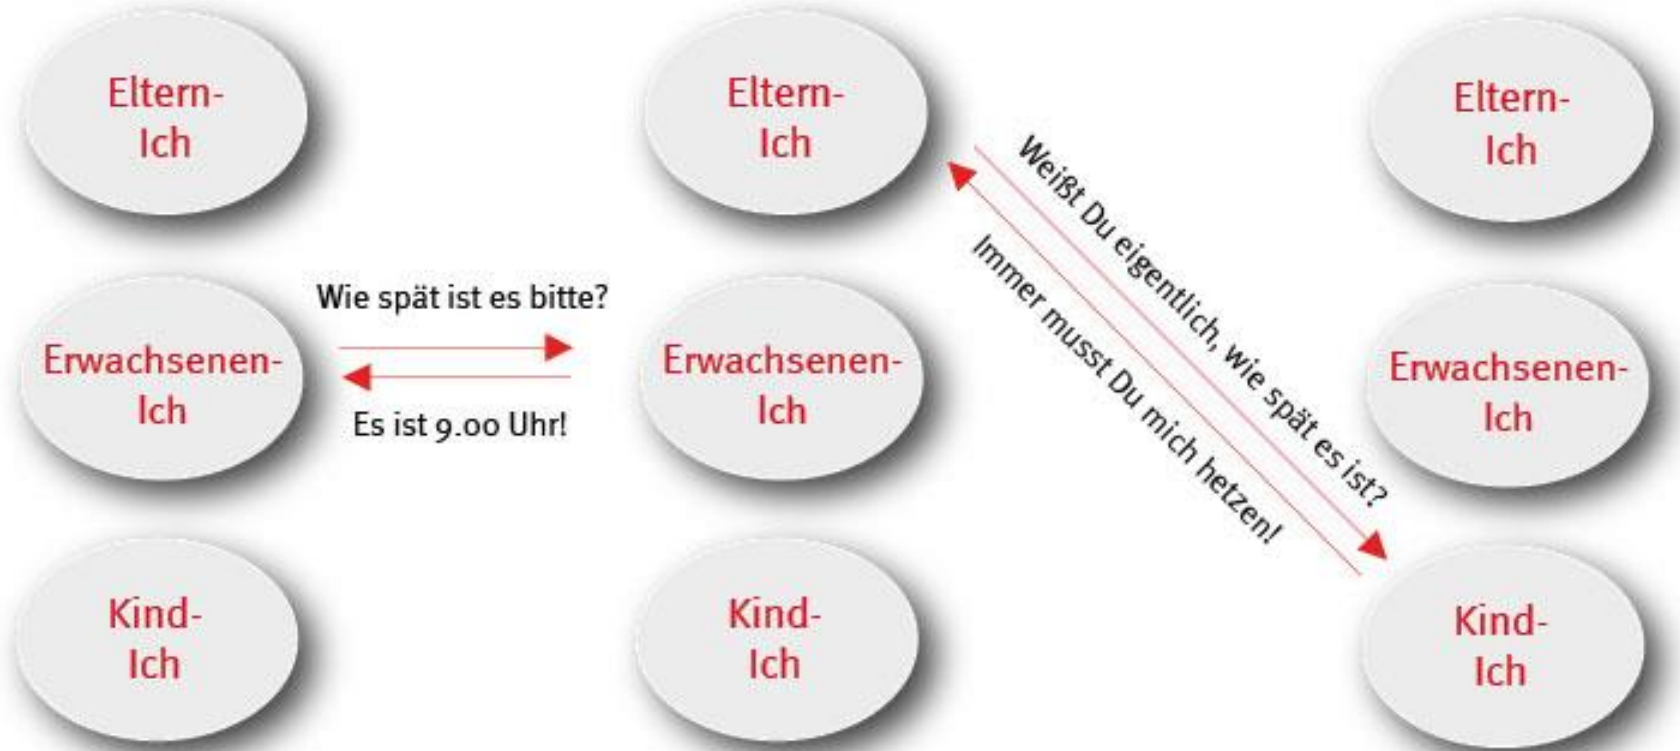 Eltern-
Ich
Eltern-
Ich
Eltern-
Ich
Wie spät ist es bitte?
Erwachsenen-
Ich
Es ist 9.00 Uhr!
Erwachsenen-
Ich
Weißt Du eigentlich, wie spät es ist?
Immer musst Du mich hetzen!
Erwachsenen-
Ich
Kind-
Ich
Kind-
Ich
Kind-
Ich